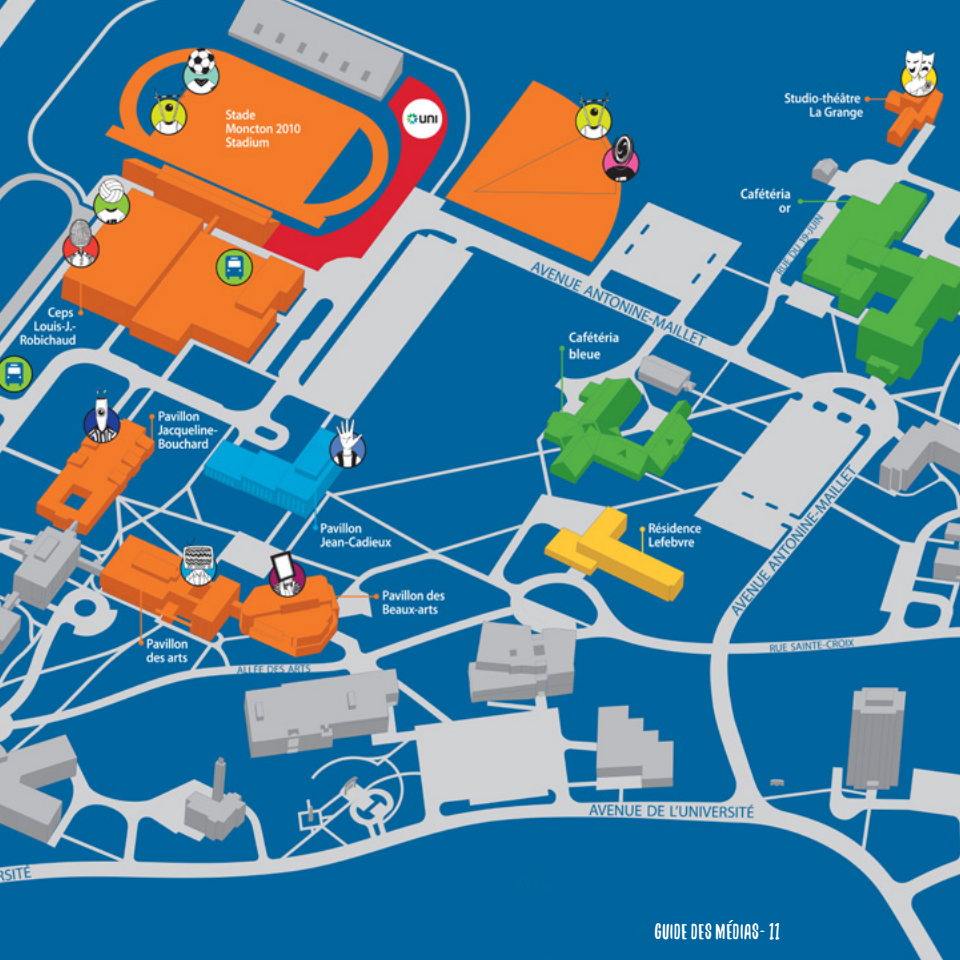 uni
Stade
Moncton 2010
Stadium
Studio-théâtre
La Grange
Cafétéria
or
RUE DU 19-JUIN
AVENUE ANTONINE-MAILLET
Ceps
Louis-J.-
Robichaud
Cafétéria
bleue
Pavillon
Jacqueline-
Bouchard
Pavillon
Jean-Cadieux
Résidence
Lefebvre
AVENUE ANTONINE-MAILLET
Pavillon des
Beaux-arts
Pavillon
des arts
ALLÉE DES ARTS
RUE SAINTE-CROIX
AVENUE DE L'UNIVERSITÉ
RSITÉ
GUIDE DES MÉDIAS- 11